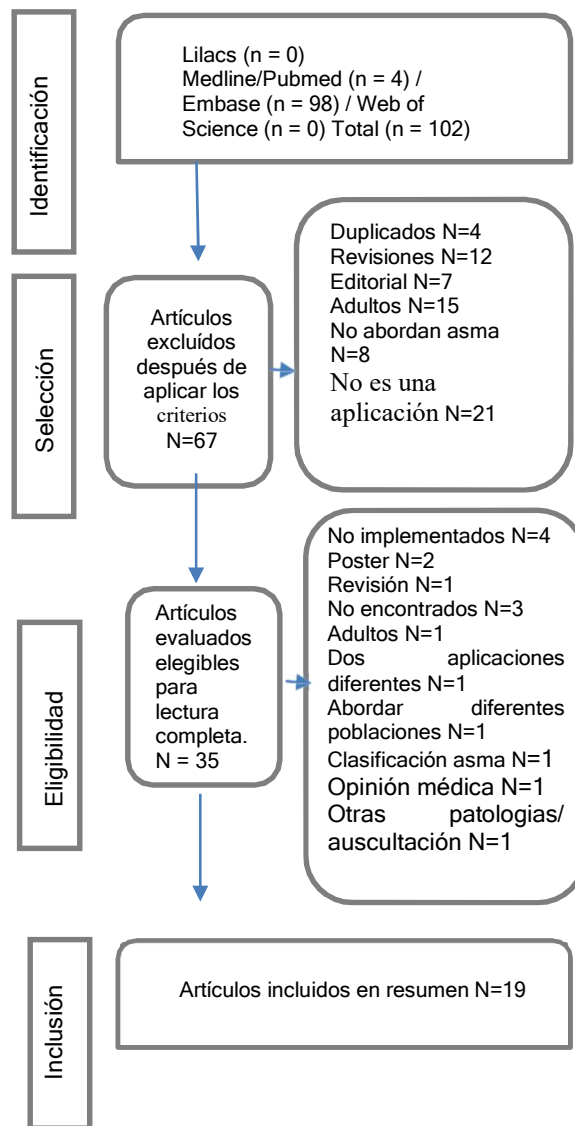 Identificación
Lilacs (n = 0)
Medline/Pubmed (n = 4) /
Embase (n = 98) / Web of
Science (n = 0) Total (n = 102)
Selección
Artículos
excluídos
después de
aplicar los
criterios
N=67
Duplicados N=4
Revisiones N=12
Editorial N=7
Adultos N=15
No abordan asma
N=8
No es una
aplicación N=21
Eligibilidad
Artículos
evaluados
elegibles
para
lectura
completa.
N = 35
No implementados N=4
Poster N=2
Revisión N=1
No encontrados N=3
Adultos N=1
Dos aplicaciones
diferentes N=1
Abordar diferentes
poblaciones N=1
Clasificación asma N=1
Opinión médica N=1
Otras patologias/
auscultación N=1
Inclusión
Artículos incluidos en resumen N=19